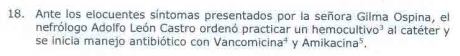 18. Ante los elocuentes síntomas presentados por la señora Gilma Ospina, el
nefrólogo Adolfo León Castro ordenó practicar un hemocultivo³ al catéter y
se inicia manejo antibiótico con Vancomicina⁴ y Amikacina⁵.